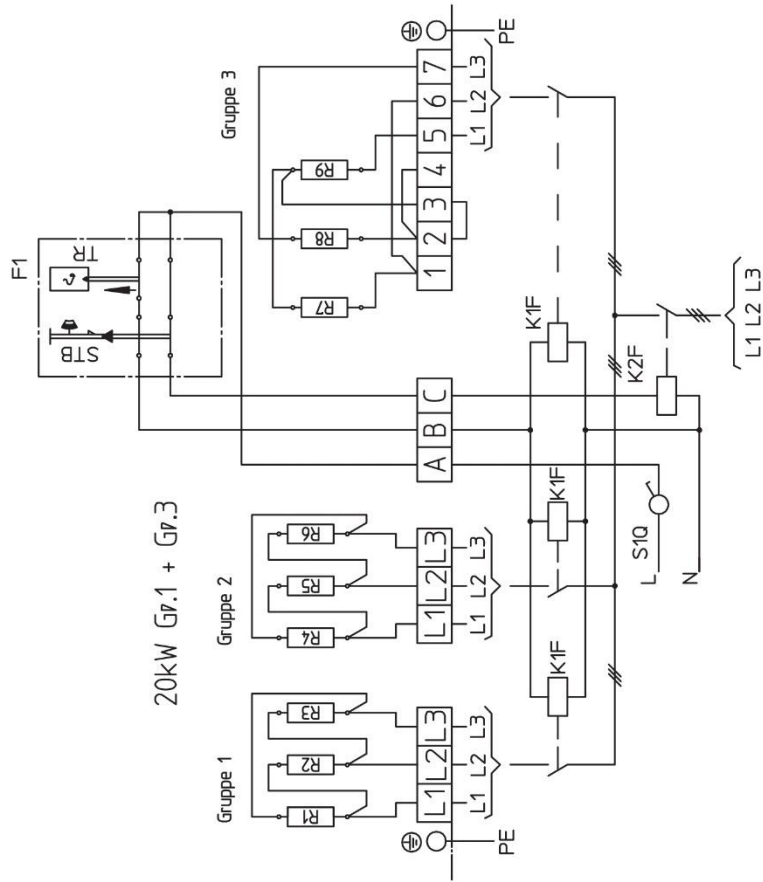 F1
STB
TR
20kW Gr.1 + Gr.3
Gruppe 1
Gruppe 2
Gruppe 3
R1
R2
R3
R4
R5
R6
R7
R8
R9
PE
L1 L2 L3
L1 L2 L3
L1 L2 L3
L1 L2 L3
A B C
1 2 3 4 5 6 7
L1 L2 L3
PE
K1F
K1F
K1F
S1Q
K2F
L
N
L1 L2 L3